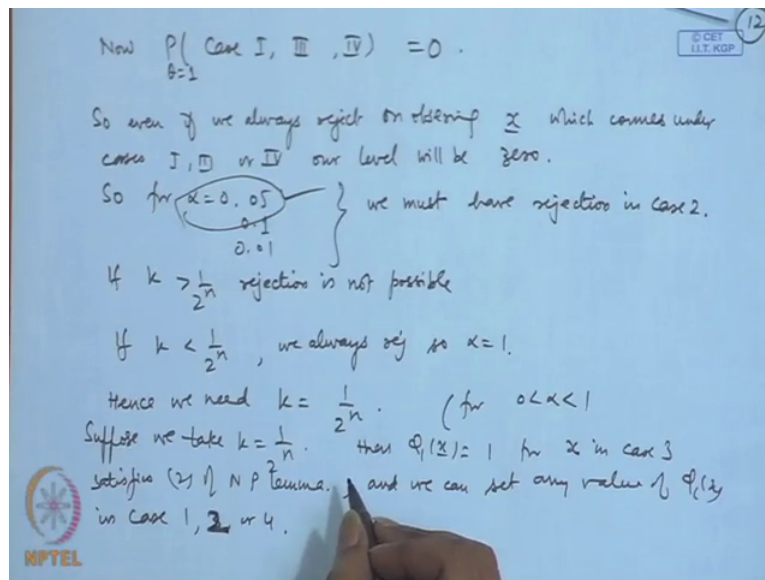 12
© CET
I.I.T. KGP
Now P ( Case I, III , IV ) = 0 .
θ=1
So even if we always reject on observing x which comes under
cases I, III or IV our level will be zero.
So for α = 0.05 } we must have rejection in Case 2.
0.1
0.01
If k > 1/2^n rejection is not possible
If k < 1/2^n , we always rej so α = 1.
Hence we need k = 1/2^n . ( for 0 < α < 1
Suppose we take k = 1/2^n . then φ₁(x) = 1 for x in case 3
satisfies (2) of N P Lemma. , and we can set any value of φ₁(x)
in case 1, 2 or 4.
NPTEL